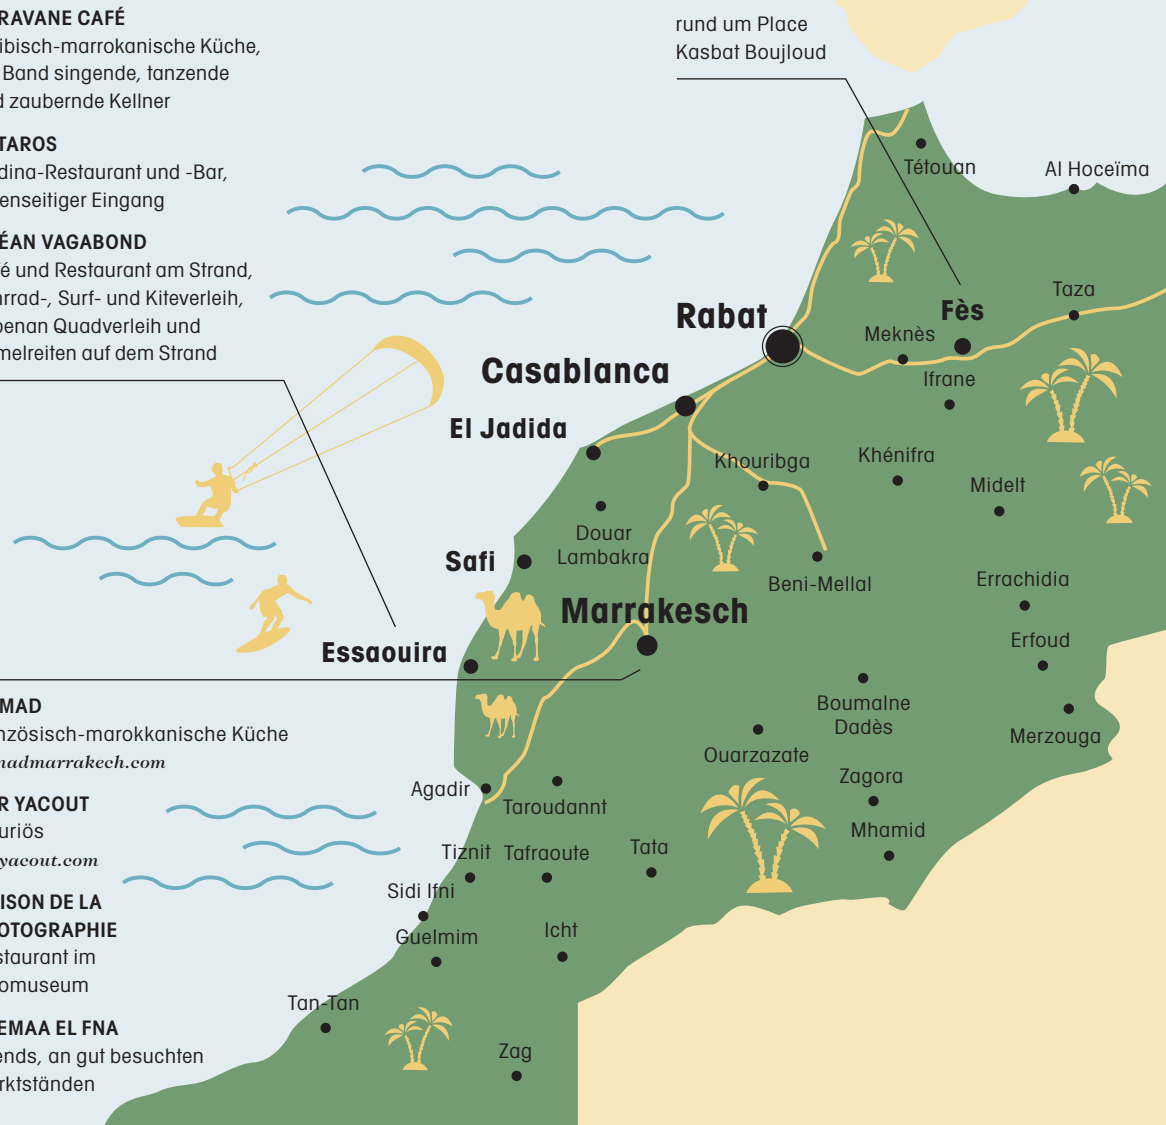 RAVANE CAFÉ
ibisch-marrokanische Küche,
Band singende, tanzende
d zaubernde Kellner
TAROS
dina-Restaurant und -Bar,
enseitiger Eingang
ÉAN VAGABOND
é und Restaurant am Strand,
rrad-, Surf- und Kiteverleih,
benan Quadverleih und
melreiten auf dem Strand
rund um Place
Kasbat Boujloud
Tétouan
Al Hoceïma
Taza
Fès
Rabat
Meknès
Casablanca
Ifrane
El Jadida
Khouribga
Khénifra
Midelt
Douar
Lambakra
Safi
Beni-Mellal
Errachidia
Marrakesch
Erfoud
Essaouira
Boumalne
Dadès
Merzouga
Ouarzazate
Zagora
Agadir
Taroudannt
Mhamid
Tiznit
Tafraoute
Tata
Sidi Ifni
Guelmim
Icht
Tan-Tan
Zag
MAD
nzösisch-marokkanische Küche
nadmarrakech.com
R YACOUT
uriös
yacout.com
ISON DE LA
OTOGRAPHIE
staurant im
omuseum
EMAA EL FNA
ends, an gut besuchten
rktständen